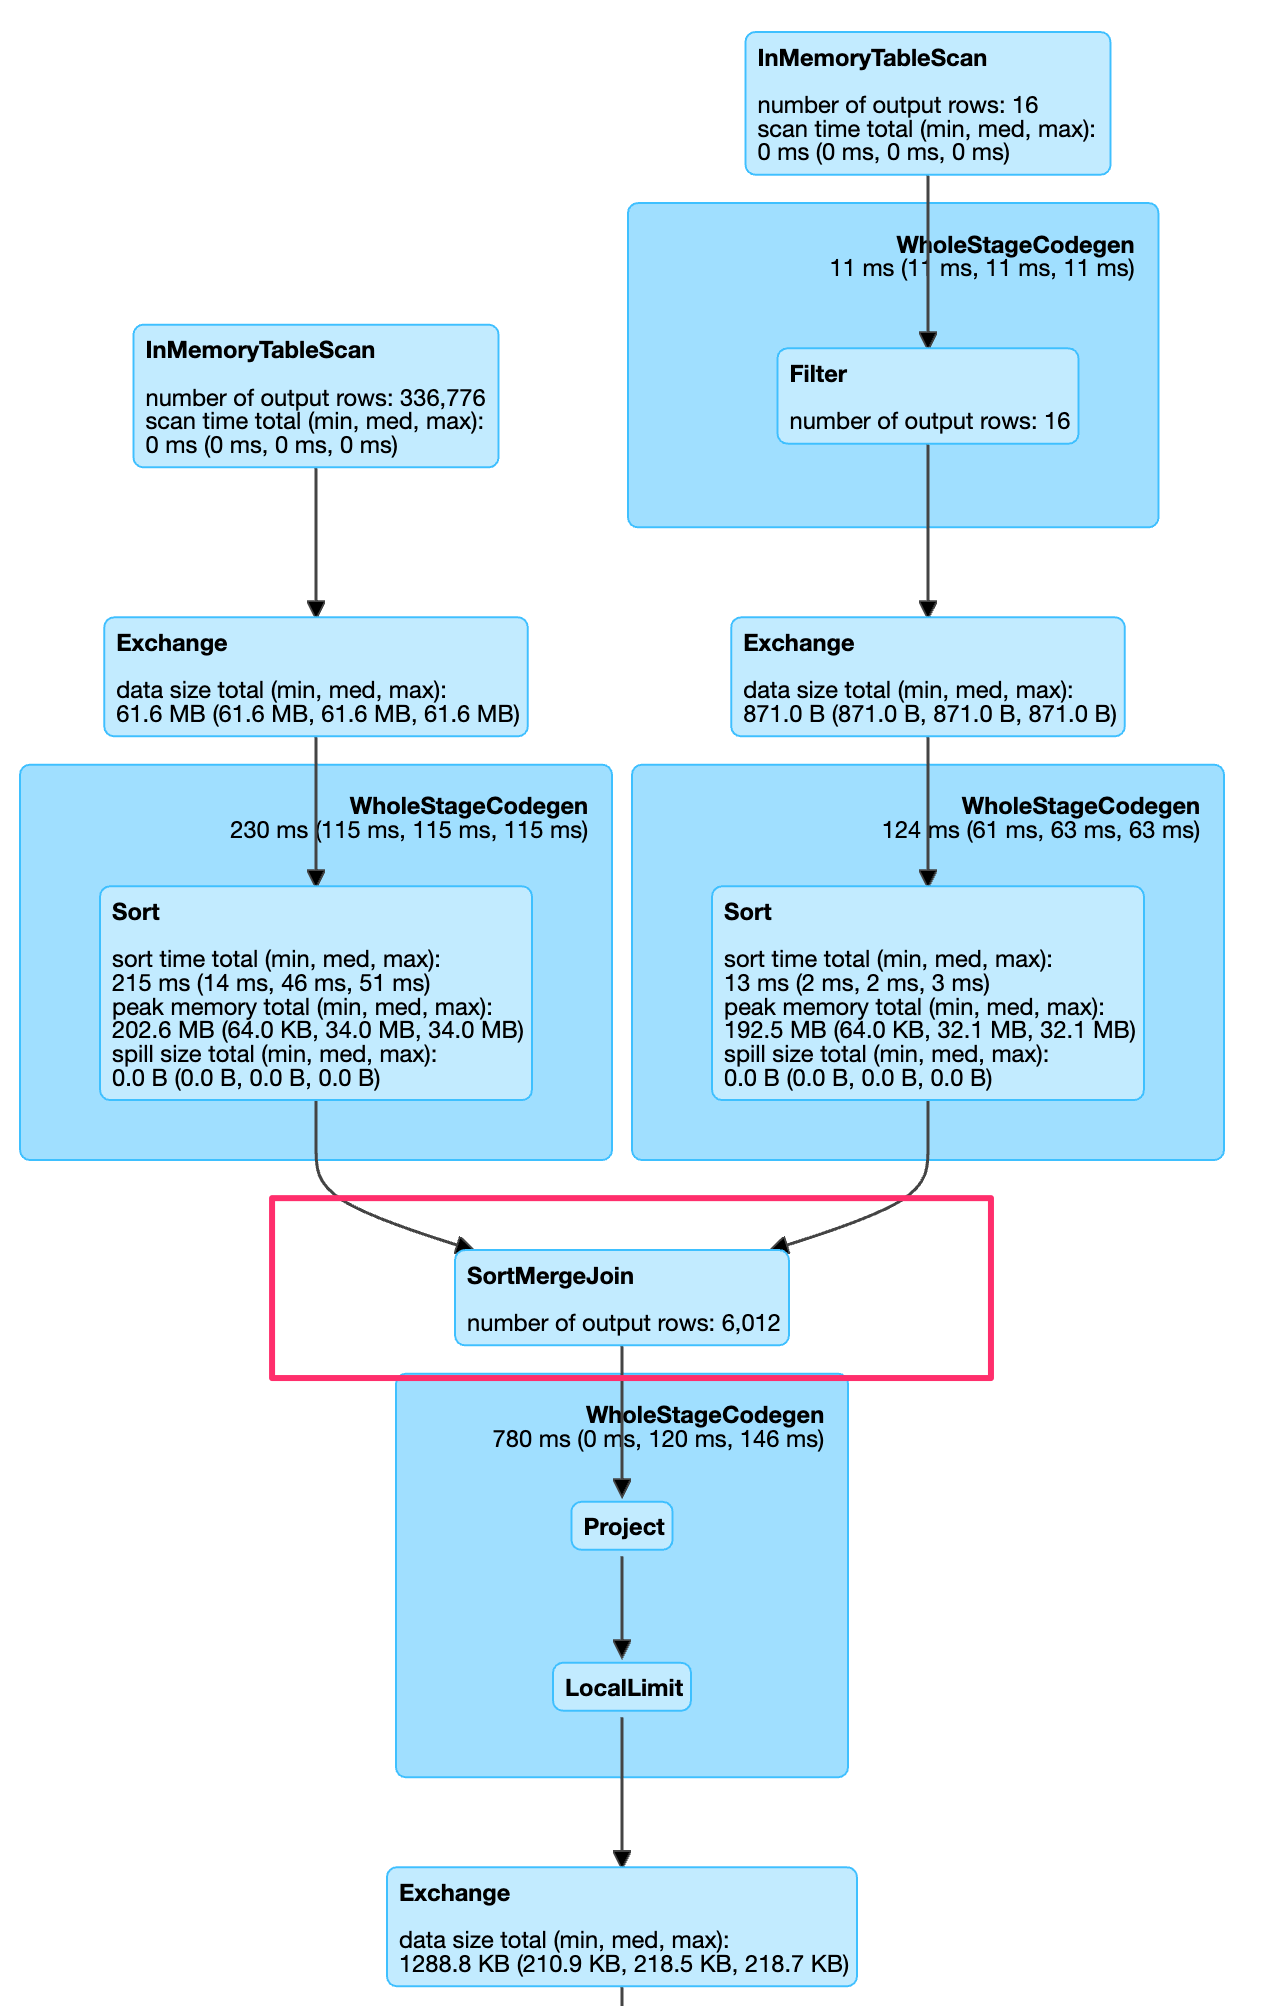 InMemoryTableScan
number of output rows: 16
scan time total (min, med, max):
0 ms (0 ms, 0 ms, 0 ms)
WholeStageCodegen
11 ms (11 ms, 11 ms, 11 ms)
Filter
number of output rows: 16
InMemoryTableScan
number of output rows: 336,776
scan time total (min, med, max):
0 ms (0 ms, 0 ms, 0 ms)
Exchange
data size total (min, med, max):
61.6 MB (61.6 MB, 61.6 MB, 61.6 MB)
Exchange
data size total (min, med, max):
871.0 B (871.0 B, 871.0 B, 871.0 B)
WholeStageCodegen
230 ms (115 ms, 115 ms, 115 ms)
Sort
sort time total (min, med, max):
215 ms (14 ms, 46 ms, 51 ms)
peak memory total (min, med, max):
202.6 MB (64.0 KB, 34.0 MB, 34.0 MB)
spill size total (min, med, max):
0.0 B (0.0 B, 0.0 B, 0.0 B)
WholeStageCodegen
124 ms (61 ms, 63 ms, 63 ms)
Sort
sort time total (min, med, max):
13 ms (2 ms, 2 ms, 3 ms)
peak memory total (min, med, max):
192.5 MB (64.0 KB, 32.1 MB, 32.1 MB)
spill size total (min, med, max):
0.0 B (0.0 B, 0.0 B, 0.0 B)
SortMergeJoin
number of output rows: 6,012
WholeStageCodegen
780 ms (0 ms, 120 ms, 146 ms)
Project
LocalLimit
Exchange
data size total (min, med, max):
1288.8 KB (210.9 KB, 218.5 KB, 218.7 KB)